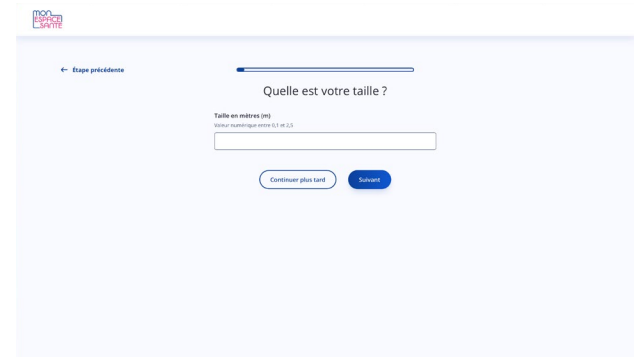 mon
ESPACE
SANTÉ
← Étape précédente
Quelle est votre taille ?
Taille en mètres (m)
Valeur numérique entre 0,1 et 2,5
Continuer plus tard
Suivant